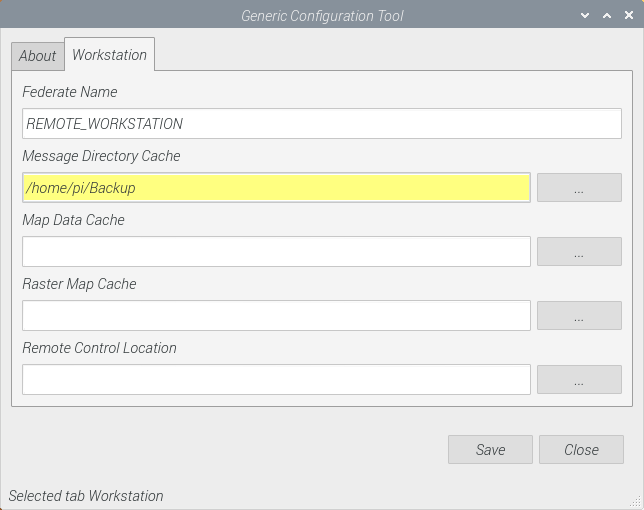 Generic Configuration Tool
About Workstation
Federate Name
REMOTE_WORKSTATION
Message Directory Cache
/home/pi/Backup ...
Map Data Cache
...
Raster Map Cache
...
Remote Control Location
...
Save Close
Selected tab Workstation